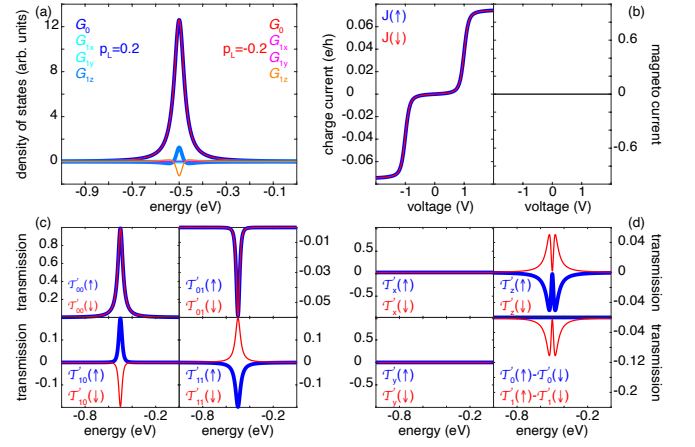 (a)
G0 G0
G1x p_L=0.2 p_L=-0.2 G1x
G1y G1y
G1z G1z
density of states (arb. units)
12
8
4
0
-0.9 -0.7 -0.5 -0.3 -0.1
energy (eV)
(b)
J(↑)
J(↓)
charge current (e/h)
0.06
0.04
0.02
0
-0.02
-0.04
-0.06
-1 0 1
voltage (V)
magneto current
0.6
0
-0.6
-1 0 1
voltage (V)
(c)
transmission
0.8
0.6
0.4
0.2
𝒯'00(↑)
𝒯'00(↓)
-0.01
-0.03
-0.05
𝒯'01(↑)
𝒯'01(↓)
transmission
0.1
0
-0.1
𝒯'10(↑)
𝒯'10(↓)
0.1
0
-0.1
𝒯'11(↑)
𝒯'11(↓)
-0.8 -0.2 -0.8 -0.2
energy (eV) energy (eV)
(d)
0.5
0
-0.5
𝒯'x(↑)
𝒯'x(↓)
0.04
0
-0.04
transmission
𝒯'z(↑)
𝒯'z(↓)
0.5
0
-0.5
𝒯'y(↑)
𝒯'y(↓)
-0.04
-0.12
-0.2
transmission
𝒯'0(↑)-𝒯'0(↓)
𝒯'1(↑)-𝒯'1(↓)
-0.8 -0.2 -0.8 -0.2
energy (eV) energy (eV)